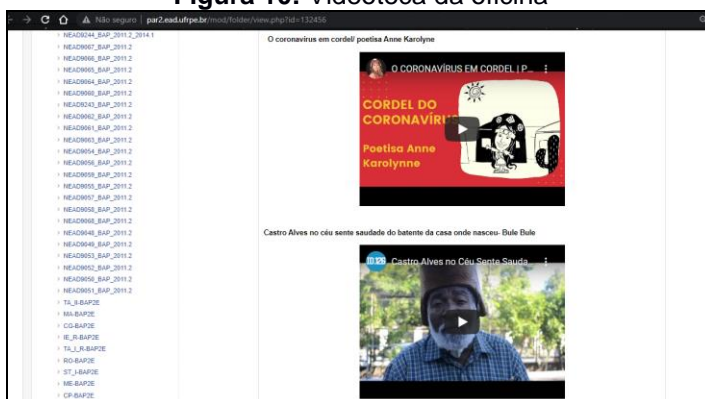 Figura 10: Videoteca da oficina
Não seguro | par2.ead.ufrpe.br/mod/folder/view.php?id=132456
NEAD9244_BAP_2011.2_2014.1
NEAD9067_BAP_2011.2
NEAD9066_BAP_2011.2
NEAD9065_BAP_2011.2
NEAD9064_BAP_2011.2
NEAD9060_BAP_2011.2
NEAD9243_BAP_2011.2
NEAD9062_BAP_2011.2
NEAD9061_BAP_2011.2
NEAD9063_BAP_2011.2
NEAD9054_BAP_2011.2
NEAD9056_BAP_2011.2
NEAD9059_BAP_2011.2
NEAD9055_BAP_2011.2
NEAD9057_BAP_2011.2
NEAD9058_BAP_2011.2
NEAD9068_BAP_2011.2
NEAD9048_BAP_2011.2
NEAD9049_BAP_2011.2
NEAD9053_BAP_2011.2
NEAD9052_BAP_2011.2
NEAD9050_BAP_2011.2
NEAD9051_BAP_2011.2
TA_II-BAP2E
MA-BAP2E
CG-BAP2E
IE_R-BAP2E
TA_I_R-BAP2E
RO-BAP2E
ST_I-BAP2E
ME-BAP2E
CP-BAP2E
O coronavirus em cordel/ poetisa Anne Karolyne
O CORONAVÍRUS EM CORDEL | P...
CORDEL DO
CORONAVÍRUS
Poetisa Anne
Karolynne
Castro Alves no céu sente saudade do batente da casa onde nasceu- Bule Bule
Castro Alves no Céu Sente Sauda...